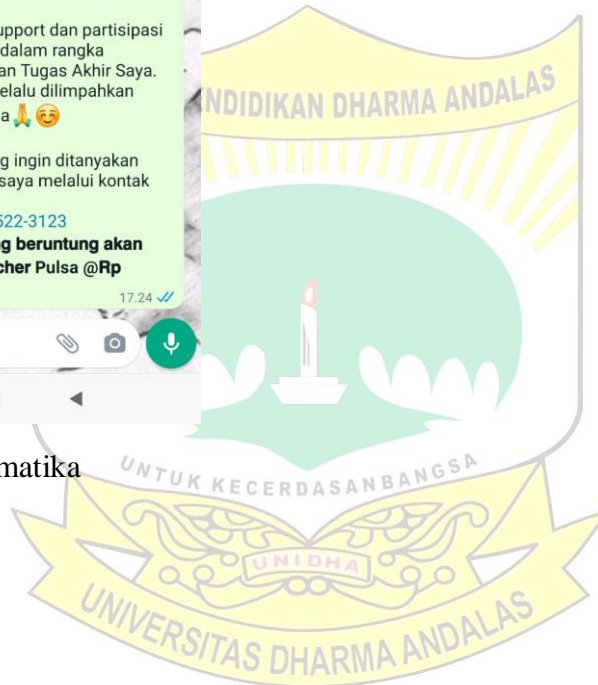 upport dan partisipasi
dalam rangka
an Tugas Akhir Saya.
elalu dilimpahkan
a🙏☺️
g ingin ditanyakan
saya melalui kontak
522-3123
ng beruntung akan
cher Pulsa @Rp
17.24
matika
NDIDIKAN DHARMA ANDALAS
UNTUK KECERDASANBANGSA
UNIDHA
UNIVERSITAS DHARMA ANDALAS